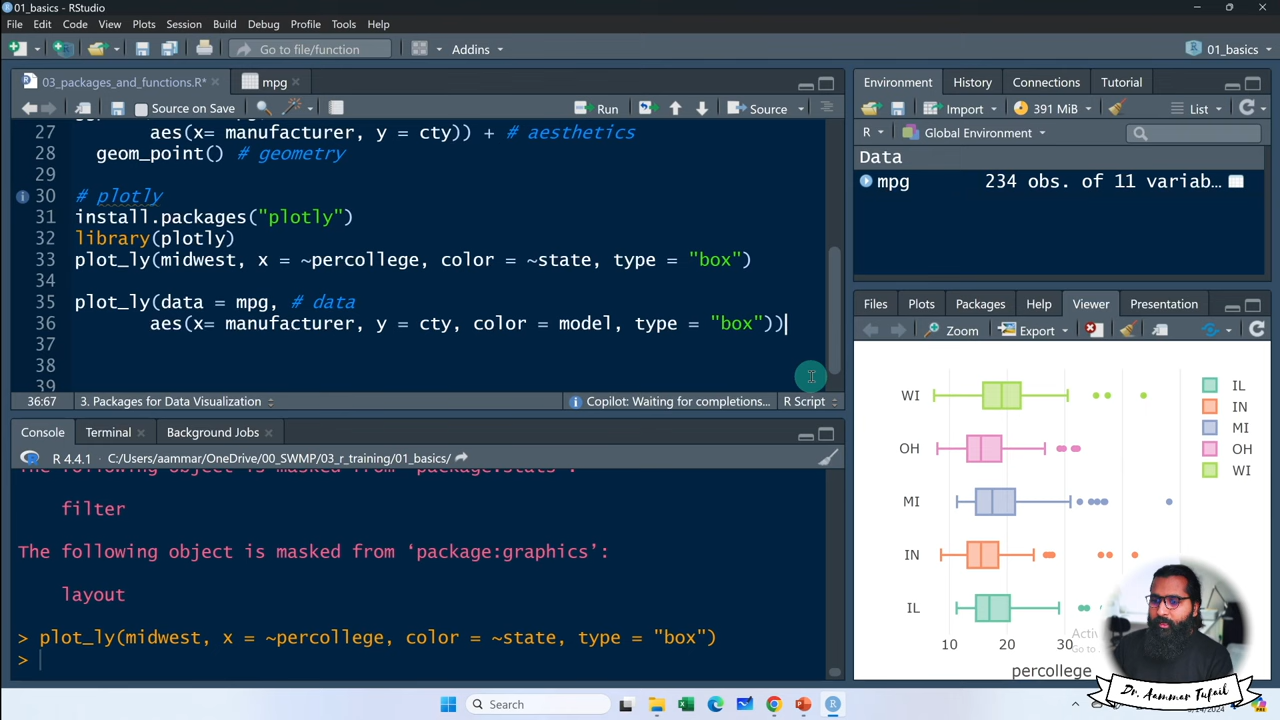 01_basics - RStudio
File Edit Code View Plots Session Build Debug Profile Tools Help
Go to file/function Addins 01_basics
03_packages_and_functions.R* mpg
Source on Save Run Source
27 aes(x= manufacturer, y = cty)) + # aesthetics
28 geom_point() # geometry
29
30 # plotly
31 install.packages("plotly")
32 library(plotly)
33 plot_ly(midwest, x = ~percollege, color = ~state, type = "box")
34
35 plot_ly(data = mpg, # data
36 aes(x= manufacturer, y = cty, color = model, type = "box"))
37
38
39
36:67 3. Packages for Data Visualization Copilot: Waiting for completions... R Script
Console Terminal Background Jobs
R 4.4.1 · C:/Users/aammar/OneDrive/00_SWMP/03_r_training/01_basics/
The following object is masked from ‘package:stats’:
filter
The following object is masked from ‘package:graphics’:
layout
> plot_ly(midwest, x = ~percollege, color = ~state, type = "box")
>
Environment History Connections Tutorial
Import 391 MiB List
R Global Environment
Data
mpg 234 obs. of 11 variab...
Files Plots Packages Help Viewer Presentation
Zoom Export
WI
OH
MI
IN
IL
10 20 30
percollege
IL
IN
MI
OH
WI
Dr. Aammar Tufail
Search